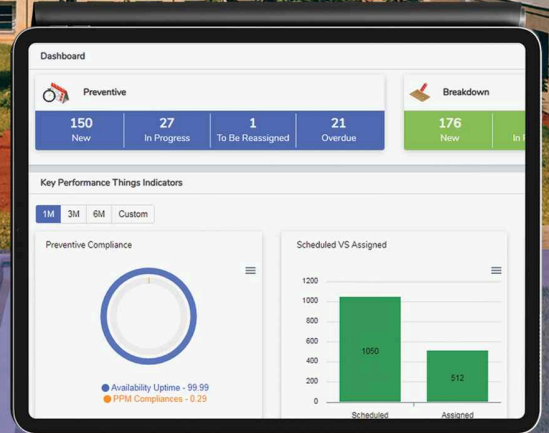 Dashboard
Preventive
Breakdown
150
27
1
21
176
New
In Progress
To Be Reassigned
Overdue
New
Key Performance Things Indicators
1M 3M 6M Custom
Preventive Compliance
Scheduled VS Assigned
1200
1000
800
600
400
200
0
1050
512
Scheduled
Assigned
Availability Uptime - 99.99
PPM Compliances - 0.29